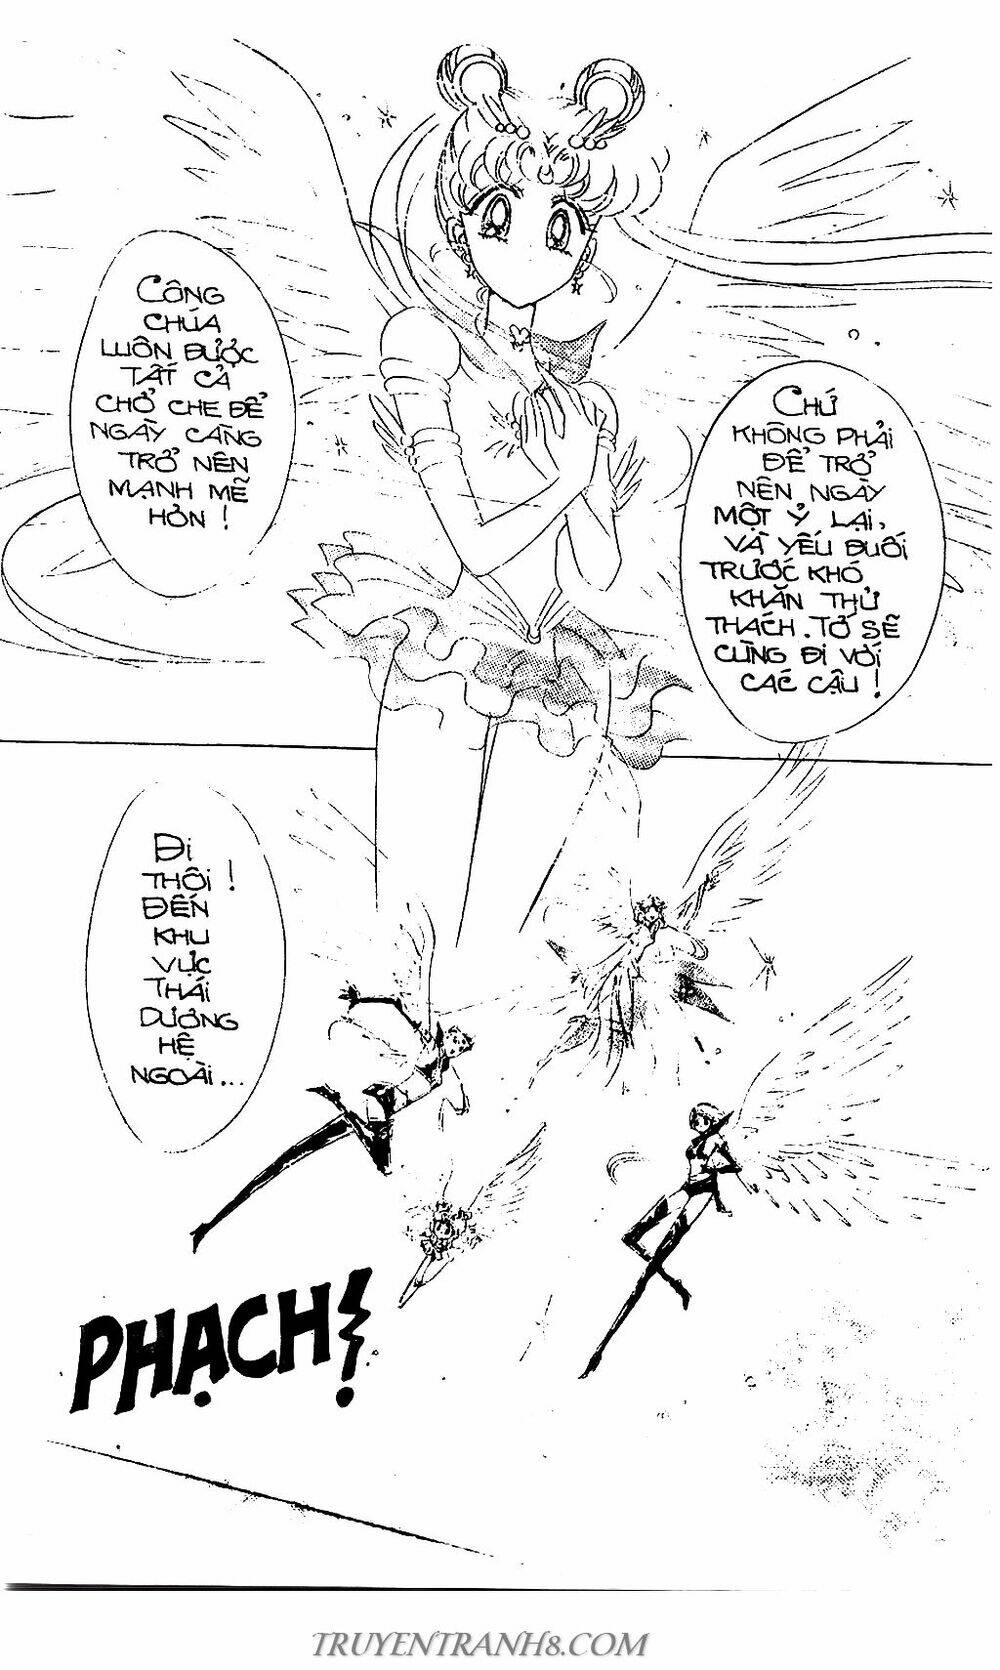 CÔNG
CHÚA
LUÔN ĐƯỢC
TẤT CẢ
CHỞ CHE ĐỂ
NGÀY CÀNG
TRỞ NÊN
MẠNH MẼ
HƠN !
CHỨ
KHÔNG PHẢI
ĐỂ TRỞ
NÊN NGÀY
MỘT Ỷ LẠI,
VÀ YẾU ĐUỐI
TRƯỚC KHÓ
KHĂN THỬ
THÁCH. TỚ SẼ
CÙNG ĐI VỚI
CÁC CẬU !
ĐI
THÔI !
ĐẾN
KHU
VỰC
THÁI
DƯƠNG
HỆ
NGOÀI...
PHẠCH!
TRUYENTRANH8.COM